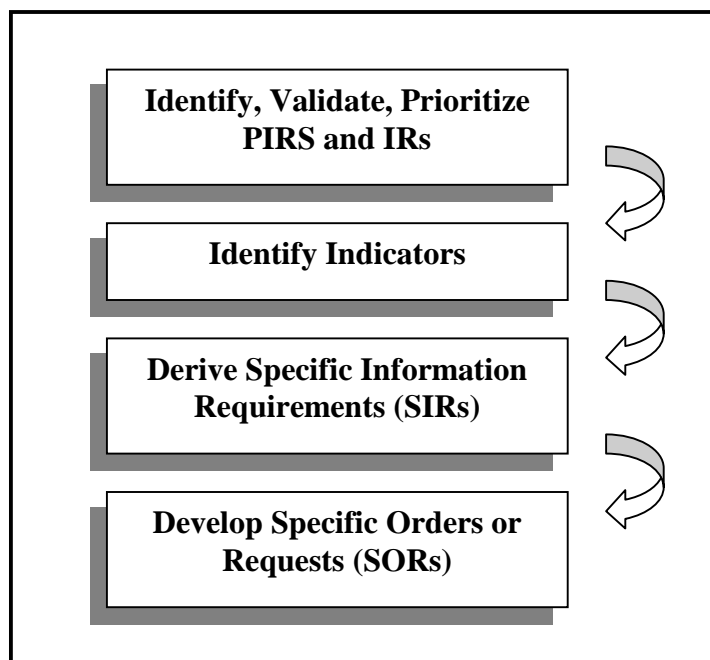 Identify, Validate, Prioritize
PIRS and IRs
Identify Indicators
Derive Specific Information
Requirements (SIRs)
Develop Specific Orders or
Requests (SORs)